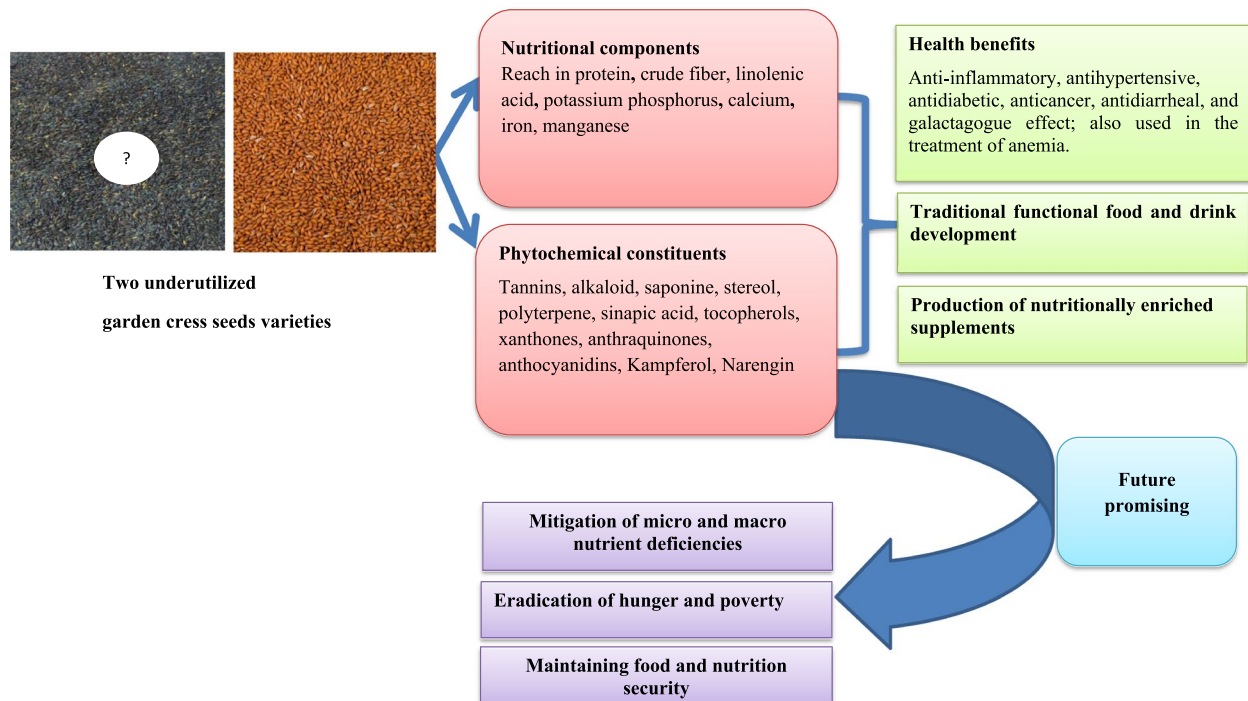 ?
Two underutilized
garden cress seeds varieties
Nutritional components
Reach in protein, crude fiber, linolenic
acid, potassium phosphorus, calcium,
iron, manganese
Phytochemical constituents
Tannins, alkaloid, saponine, stereol,
polyterpene, sinapic acid, tocopherols,
xanthones, anthraquinones,
anthocyanidins, Kampferol, Narengin
Health benefits
Anti-inflammatory, antihypertensive,
antidiabetic, anticancer, antidiarrheal, and
galactagogue effect; also used in the
treatment of anemia.
Traditional functional food and drink
development
Production of nutritionally enriched
supplements
Future
promising
Mitigation of micro and macro
nutrient deficiencies
Eradication of hunger and poverty
Maintaining food and nutrition
security